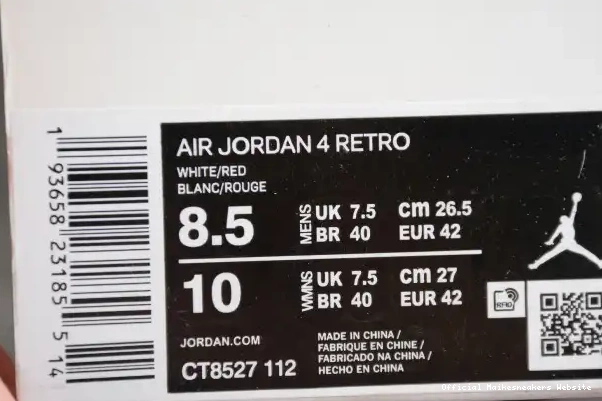 1 93658 23185 5 14
AIR JORDAN 4 RETRO
WHITE/RED
BLANC/ROUGE
8.5 MENS UK 7.5 cm 26.5
BR 40 EUR 42
10 WMNS UK 7.5 cm 27
BR 40 EUR 42
RFID
JORDAN.COM
CT8527 112
MADE IN CHINA /
FABRIQUE EN CHINE /
FABRICADO NA CHINA /
HECHO EN CHINA
Official Maikesneakers Website